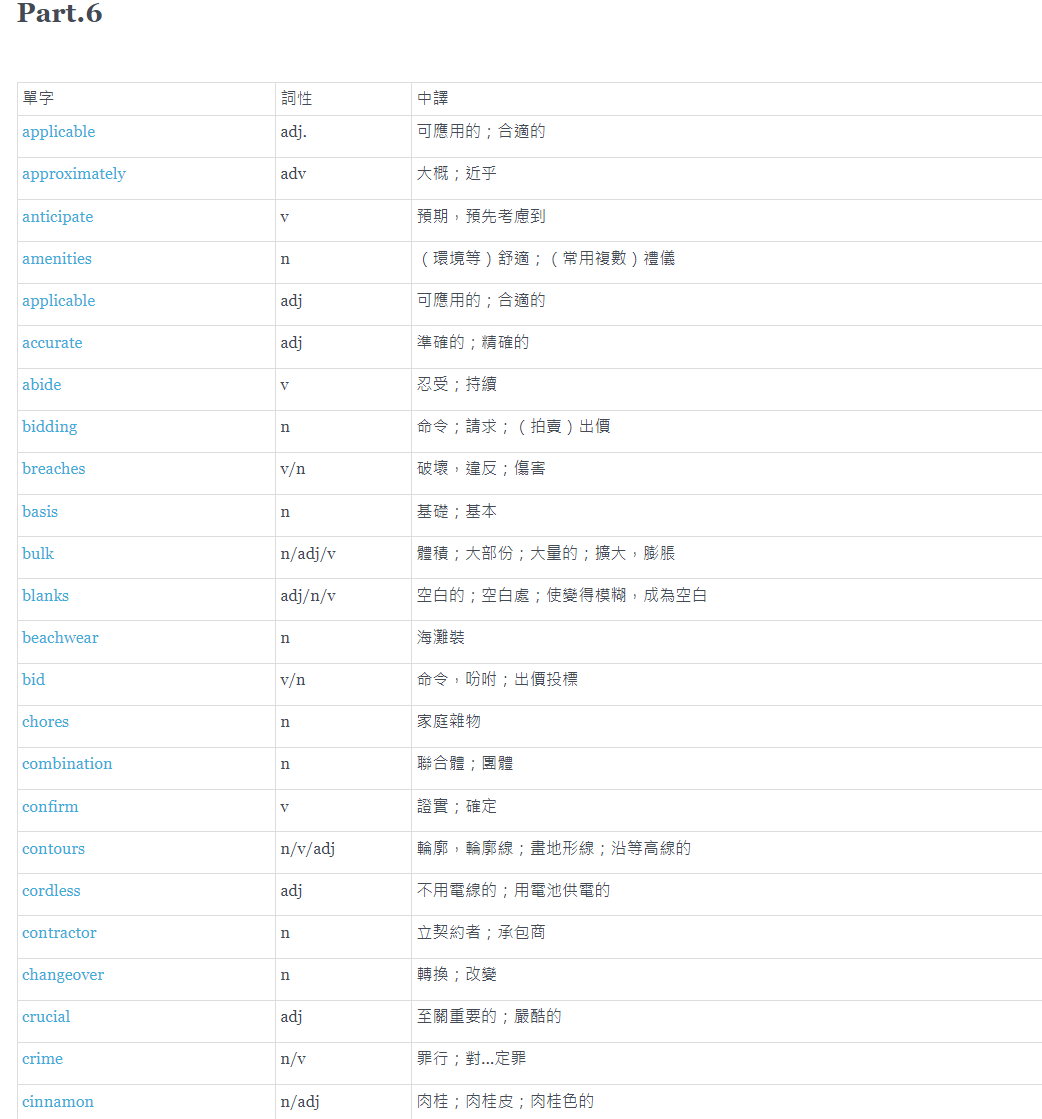 Part.6
單字 詞性 中譯
applicable adj. 可應用的；合適的
approximately adv 大概；近乎
anticipate v 預期，預先考慮到
amenities n （環境等）舒適；（常用複數）禮儀
applicable adj 可應用的；合適的
accurate adj 準確的；精確的
abide v 忍受；持續
bidding n 命令；請求；（拍賣）出價
breaches v/n 破壞，違反；傷害
basis n 基礎；基本
bulk n/adj/v 體積；大部份；大量的；擴大，膨脹
blanks adj/n/v 空白的；空白處；使變得模糊，成為空白
beachwear n 海灘裝
bid v/n 命令，吩咐；出價投標
chores n 家庭雜物
combination n 聯合體；團體
confirm v 證實；確定
contours n/v/adj 輪廓，輪廓線；畫地形線；沿等高線的
cordless adj 不用電線的；用電池供電的
contractor n 立契約者；承包商
changeover n 轉換；改變
crucial adj 至關重要的；嚴酷的
crime n/v 罪行；對...定罪
cinnamon n/adj 肉桂；肉桂皮；肉桂色的